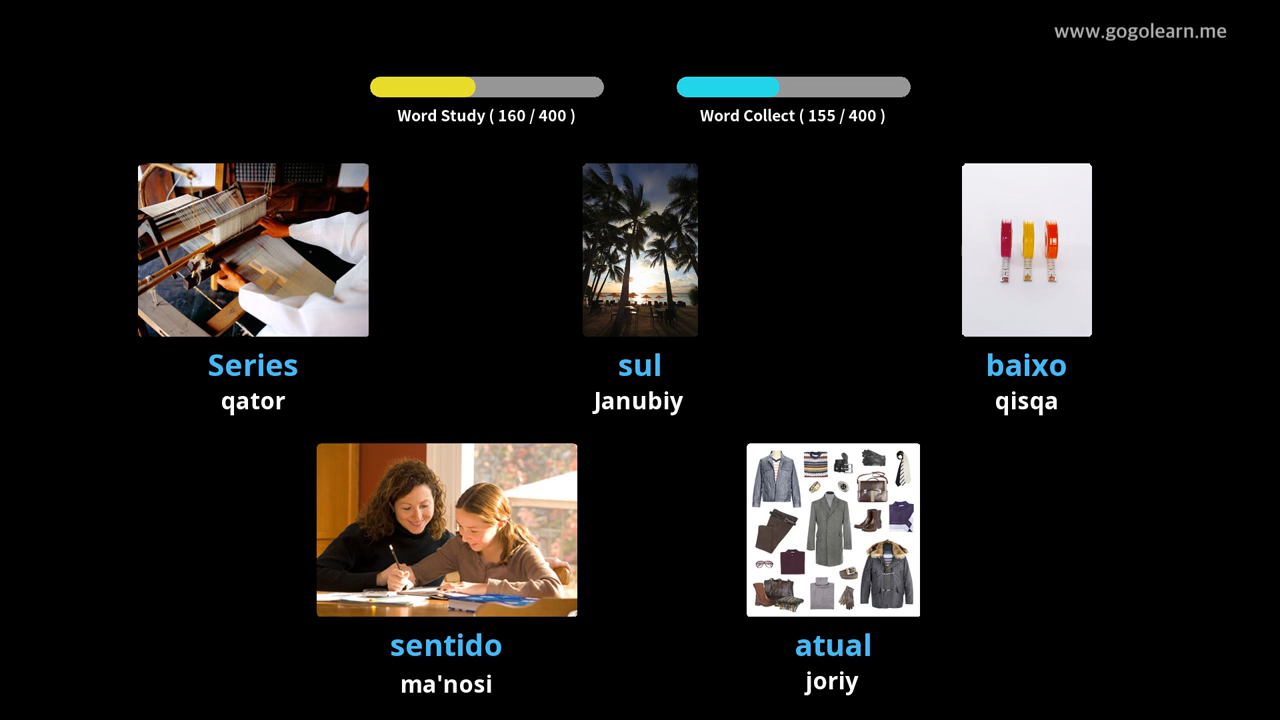 www.gogolearn.me
Word Study ( 160 / 400 )
Word Collect ( 155 / 400 )
Series
qator
sul
Janubiy
baixo
qisqa
sentido
ma'nosi
atual
joriy